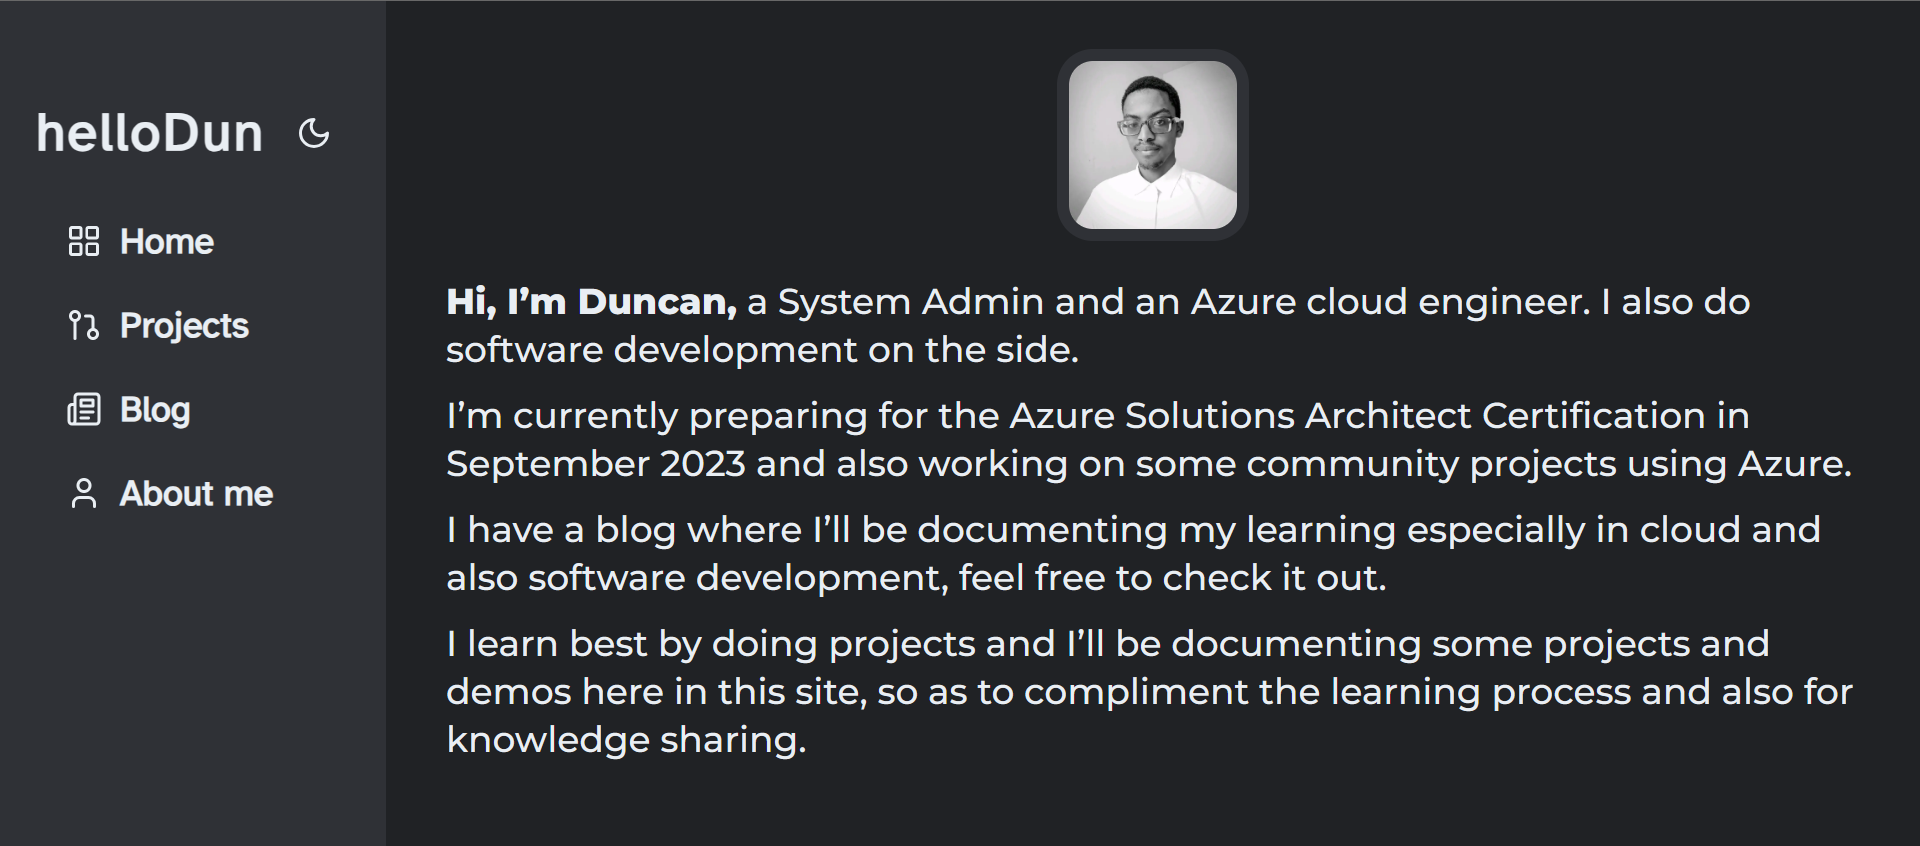 helloDun
Home
Projects
Blog
About me
Hi, I’m Duncan, a System Admin and an Azure cloud engineer. I also do
software development on the side.
I’m currently preparing for the Azure Solutions Architect Certification in
September 2023 and also working on some community projects using Azure.
I have a blog where I’ll be documenting my learning especially in cloud and
also software development, feel free to check it out.
I learn best by doing projects and I’ll be documenting some projects and
demos here in this site, so as to compliment the learning process and also for
knowledge sharing.